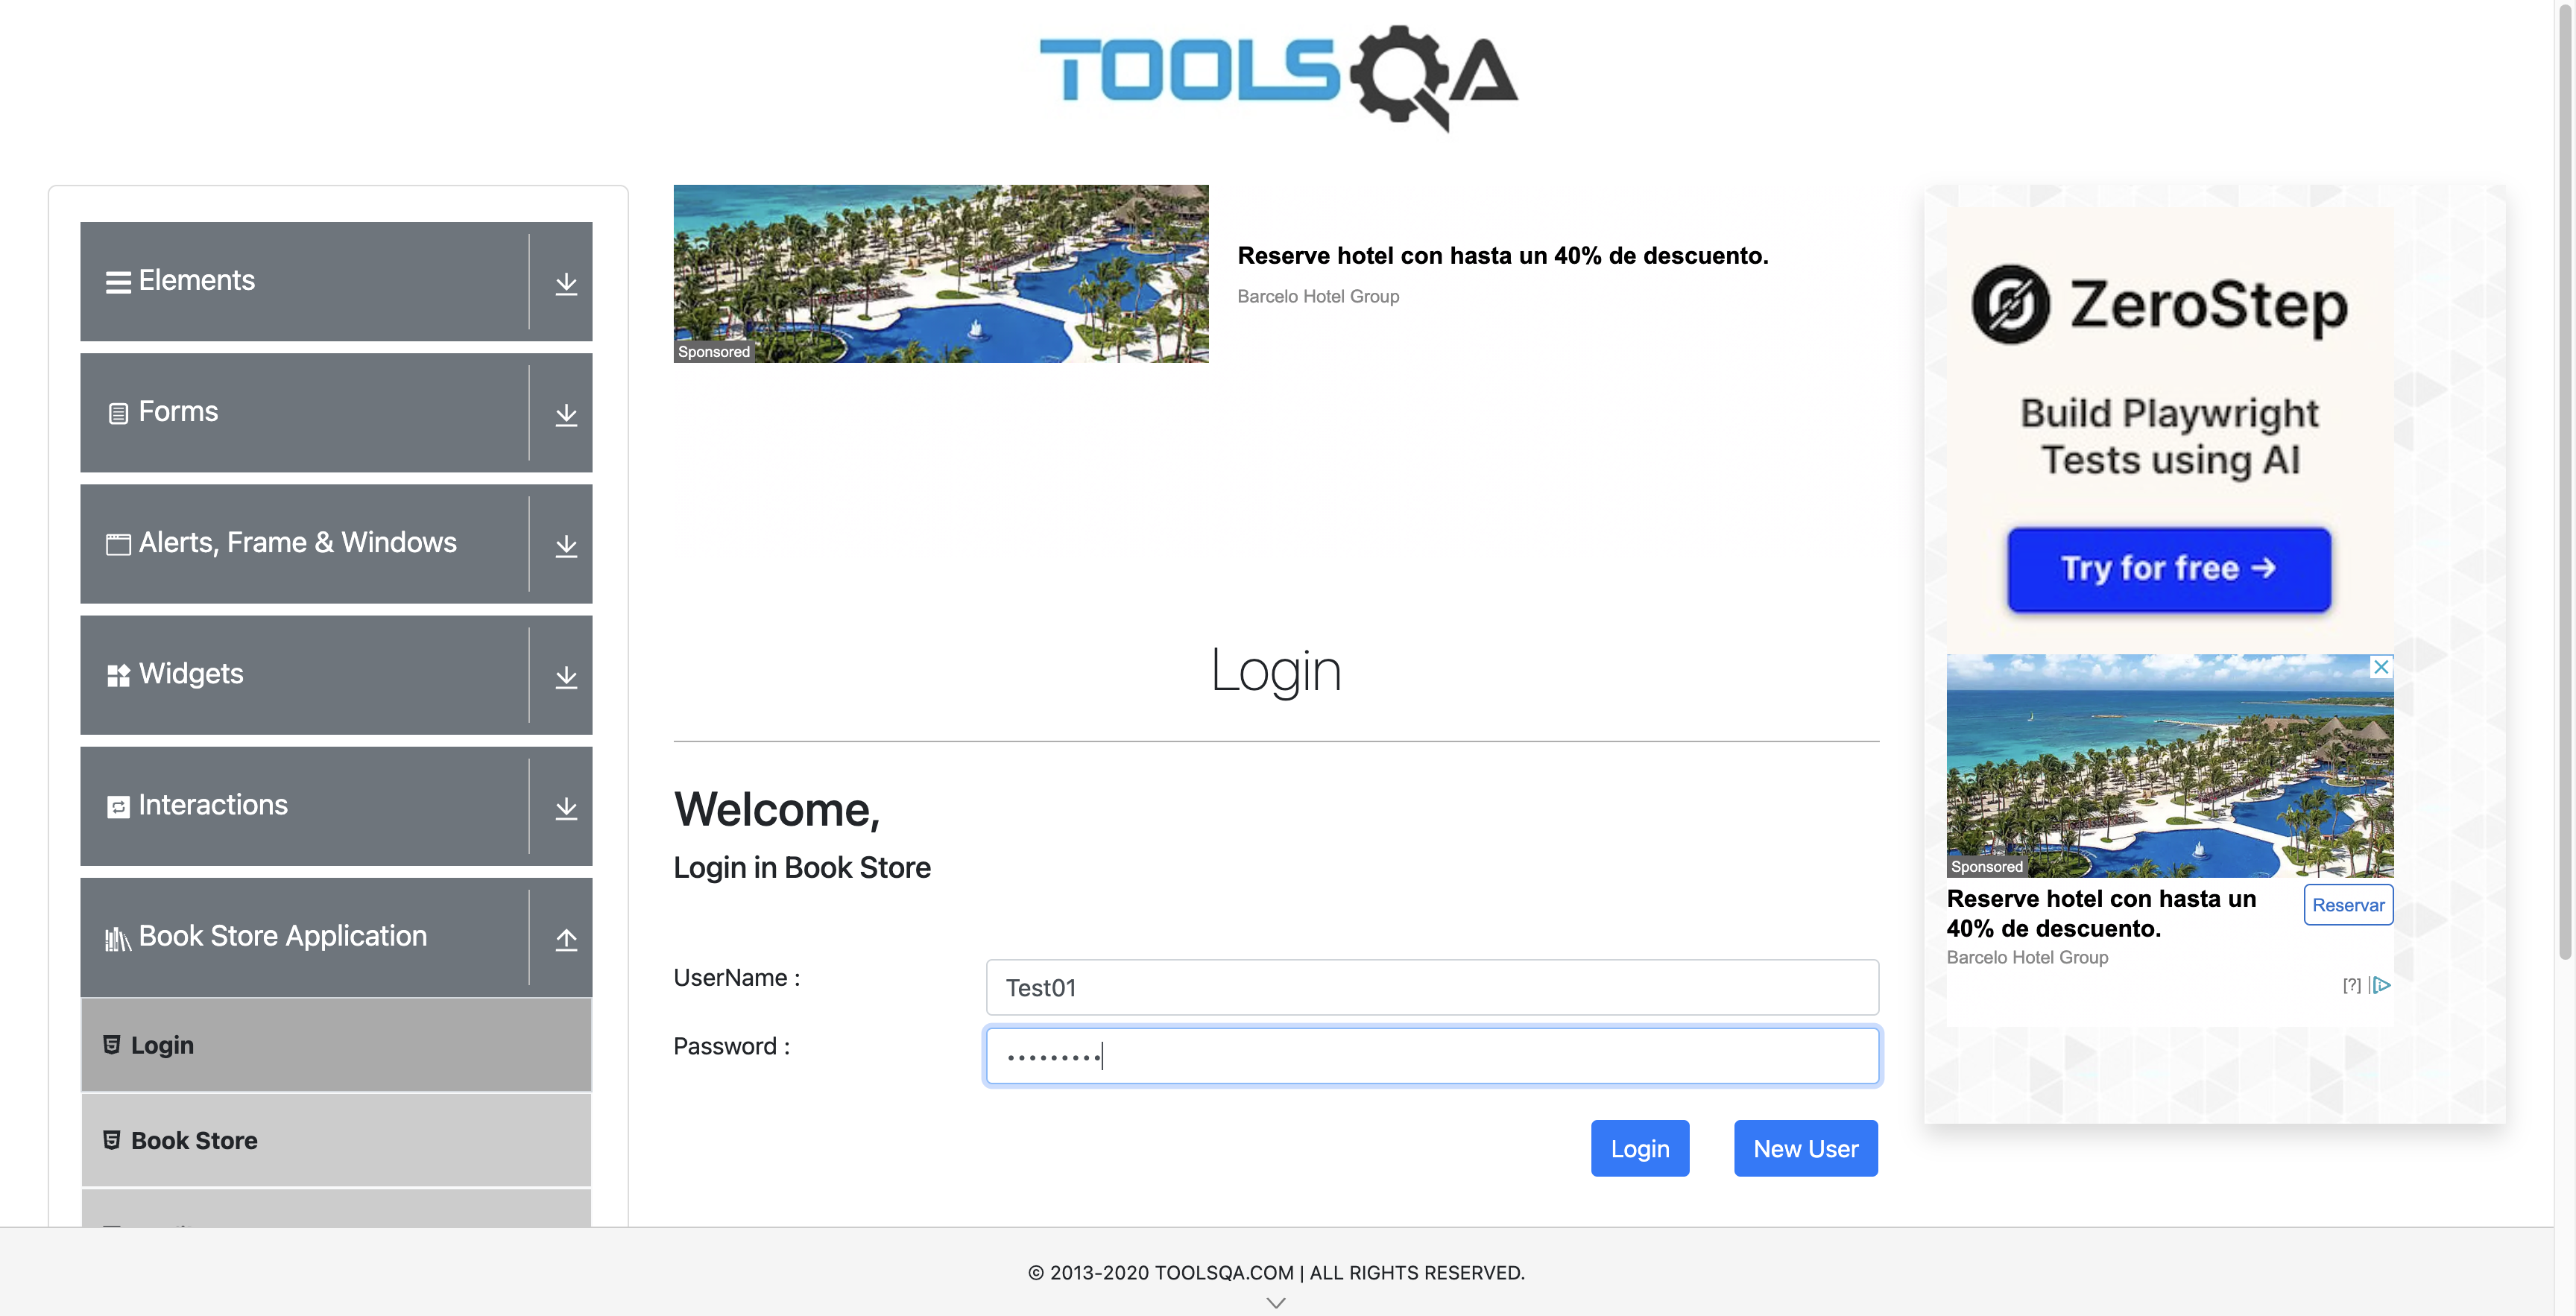 TOOLSQA
Elements
Forms
Alerts, Frame & Windows
Widgets
Interactions
Book Store Application
Login
Book Store
Reserve hotel con hasta un 40% de descuento.
Barcelo Hotel Group
Sponsored
Login
Welcome,
Login in Book Store
UserName :
Test01
Password :
•••••••••
Login
New User
ZeroStep
Build Playwright
Tests using AI
Try for free →
Sponsored
Reserve hotel con hasta un
40% de descuento.
Reservar
Barcelo Hotel Group
[?]
© 2013-2020 TOOLSQA.COM | ALL RIGHTS RESERVED.